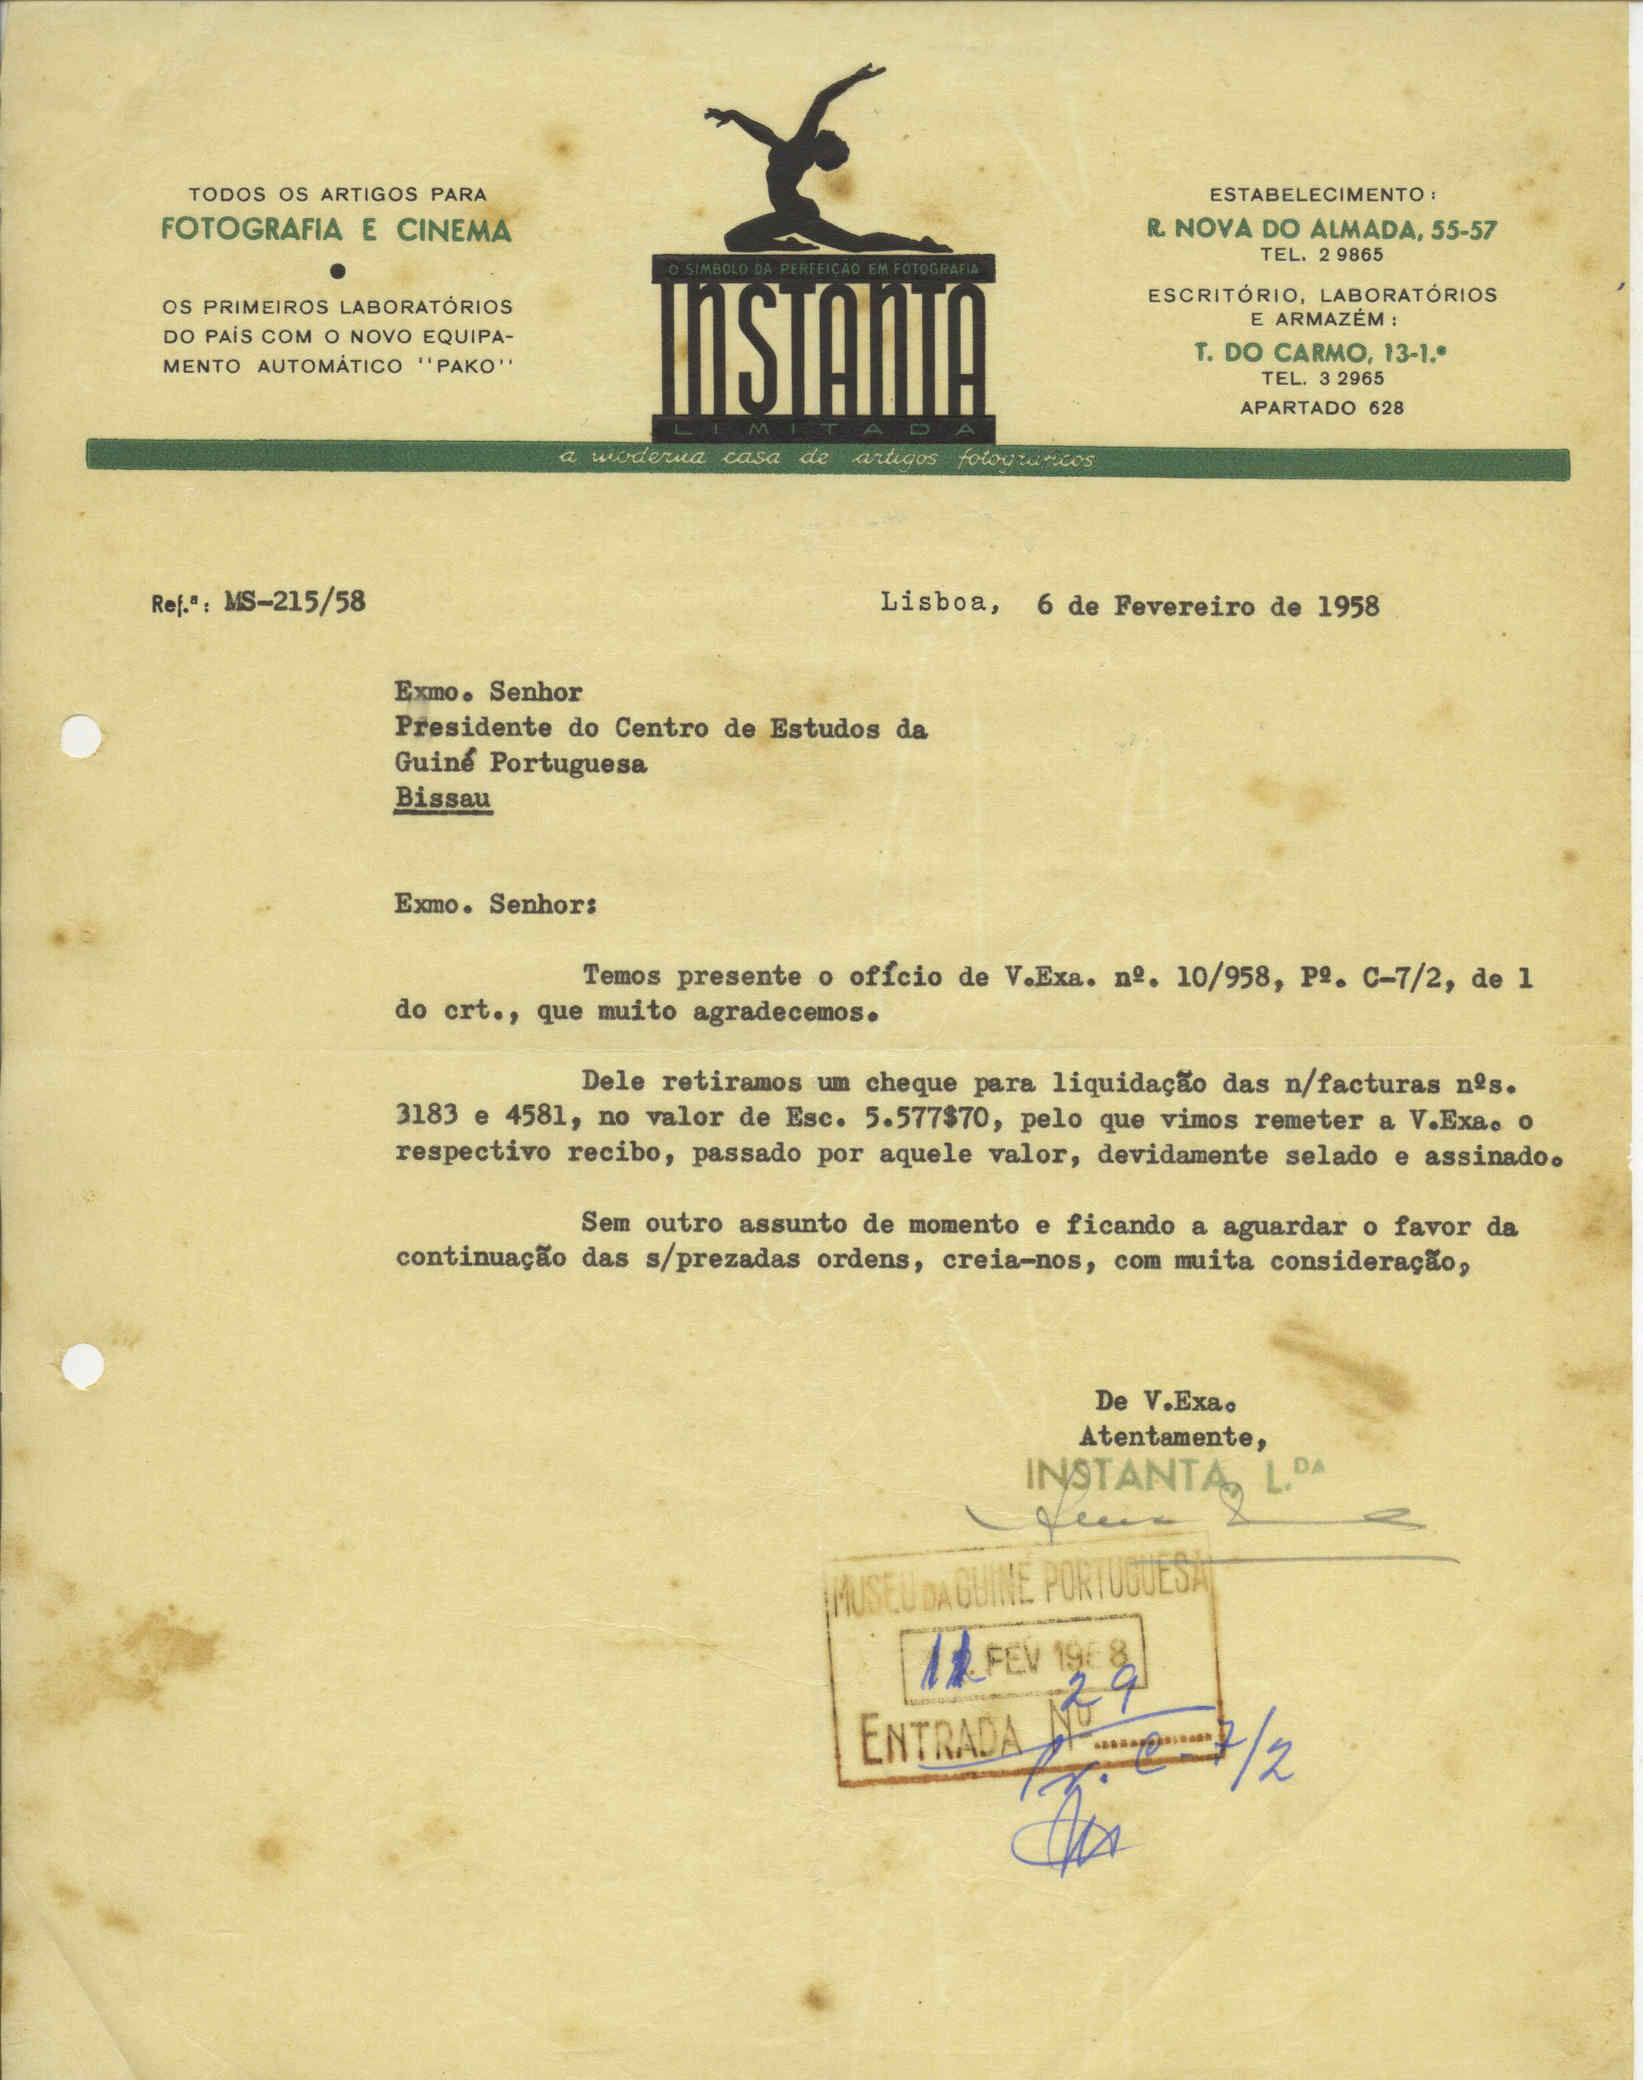 TODOS OS ARTIGOS PARA
FOTOGRAFIA E CINEMA
OS PRIMEIROS LABORATÓRIOS
DO PAÍS COM O NOVO EQUIPA-
MENTO AUTOMÁTICO ''PAKO''
O SIMBOLO DA PERFEIÇÃO EM FOTOGRAFIA
INSTANTA
LIMITADA
a moderna casa de artigos fotograficos
ESTABELECIMENTO:
R. NOVA DO ALMADA, 55-57
TEL. 2 9865
ESCRITÓRIO, LABORATÓRIOS
E ARMAZÉM:
T. DO CARMO, 13-1.º
TEL. 3 2965
APARTADO 628
Ref.ª: MS-215/58
Lisboa, 6 de Fevereiro de 1958
Exmo. Senhor
Presidente do Centro de Estudos da
Guiné Portuguesa
Bissau
Exmo. Senhor:
Temos presente o ofício de V.Exa. nº. 10/958, Pº. C-7/2, de 1
do crt., que muito agradecemos.
Dele retiramos um cheque para liquidação das n/facturas nºs.
3183 e 4581, no valor de Esc. 5.577$70, pelo que vimos remeter a V.Exa. o
respectivo recibo, passado por aquele valor, devidamente selado e assinado.
Sem outro assunto de momento e ficando a aguardar o favor da
continuação das s/prezadas ordens, creia-nos, com muita consideração,
De V.Exa.
Atentamente,
INSTANTA, L.DA
MUSEU DA GUINÉ PORTUGUESA
FEV 1958
ENTRADA Nº 29
C-7/2